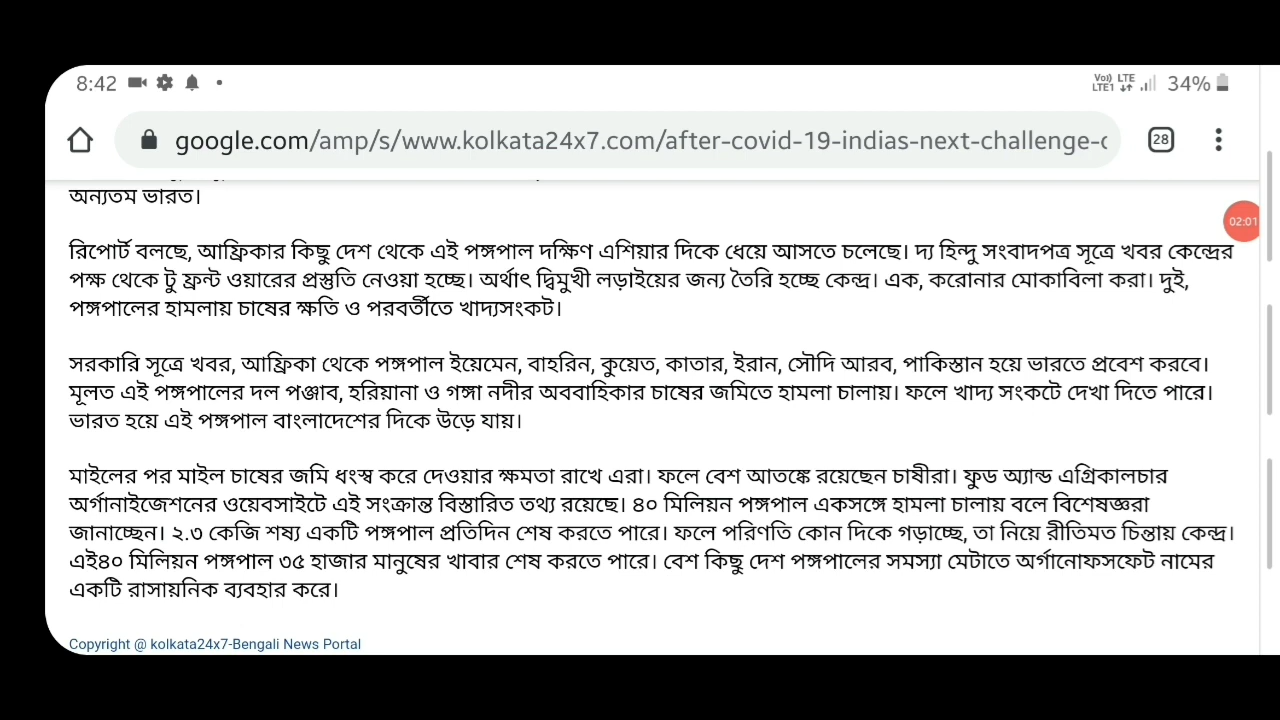 8:42
Vo)) LTE
LTE1
34%
google.com/amp/s/www.kolkata24x7.com/after-covid-19-indias-next-challenge-c
28
অন্যতম ভারত।
02:01
রিপোর্ট বলছে, আফ্রিকার কিছু দেশ থেকে এই পঙ্গপাল দক্ষিণ এশিয়ার দিকে ধেয়ে আসতে চলেছে। দ্য হিন্দু সংবাদপত্র সূত্রে খবর কেন্দ্রের
পক্ষ থেকে টু ফ্রন্ট ওয়ারের প্রস্তুতি নেওয়া হচ্ছে। অর্থাৎ দ্বিমুখী লড়াইয়ের জন্য তৈরি হচ্ছে কেন্দ্র। এক, করোনার মোকাবিলা করা। দুই,
পঙ্গপালের হামলায় চাষের ক্ষতি ও পরবর্তীতে খাদ্যসংকট।
সরকারি সূত্রে খবর, আফ্রিকা থেকে পঙ্গপাল ইয়েমেন, বাহরিন, কুয়েত, কাতার, ইরান, সৌদি আরব, পাকিস্তান হয়ে ভারতে প্রবেশ করবে।
মূলত এই পঙ্গপালের দল পঞ্জাব, হরিয়ানা ও গঙ্গা নদীর অববাহিকার চাষের জমিতে হামলা চালায়। ফলে খাদ্য সংকটে দেখা দিতে পারে।
ভারত হয়ে এই পঙ্গপাল বাংলাদেশের দিকে উড়ে যায়।
মাইলের পর মাইল চাষের জমি ধংস্ব করে দেওয়ার ক্ষমতা রাখে এরা। ফলে বেশ আতঙ্কে রয়েছেন চাষীরা। ফুড অ্যান্ড এগ্রিকালচার
অর্গানাইজেশনের ওয়েবসাইটে এই সংক্রান্ত বিস্তারিত তথ্য রয়েছে। ৪০ মিলিয়ন পঙ্গপাল একসঙ্গে হামলা চালায় বলে বিশেষজ্ঞরা
জানাচ্ছেন। ২.৩ কেজি শষ্য একটি পঙ্গপাল প্রতিদিন শেষ করতে পারে। ফলে পরিণতি কোন দিকে গড়াচ্ছে, তা নিয়ে রীতিমত চিন্তায় কেন্দ্র।
এই৪০ মিলিয়ন পঙ্গপাল ৩৫ হাজার মানুষের খাবার শেষ করতে পারে। বেশ কিছু দেশ পঙ্গপালের সমস্যা মেটাতে অর্গানোফসফেট নামের
একটি রাসায়নিক ব্যবহার করে।
Copyright @ kolkata24x7-Bengali News Portal